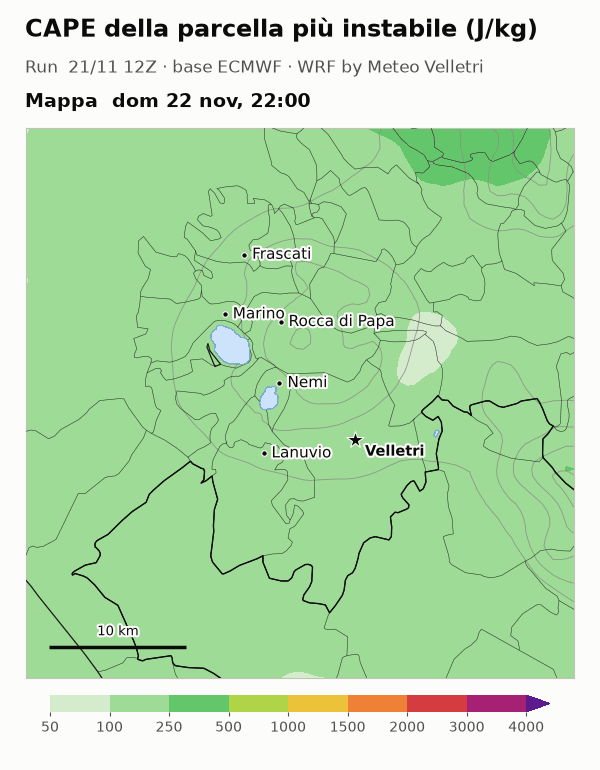 CAPE della parcella più instabile (J/kg)
Run  21/11 12Z · base ECMWF · WRF by Meteo Velletri
Mappa  dom 22 nov, 22:00
Frascati
Marino
Rocca di Papa
Nemi
Velletri
Lanuvio
10 km
50 100 250 500 1000 1500 2000 3000 4000